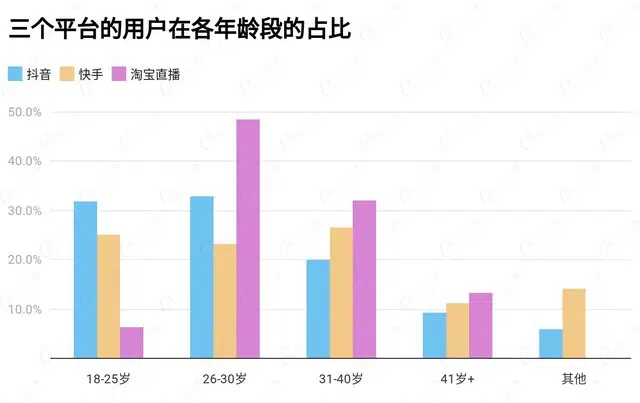 三个平台的用户在各年龄段的占比
抖音 快手 淘宝直播
50.0%
40.0%
30.0%
20.0%
10.0%
18-25岁 26-30岁 31-40岁 41岁+ 其他